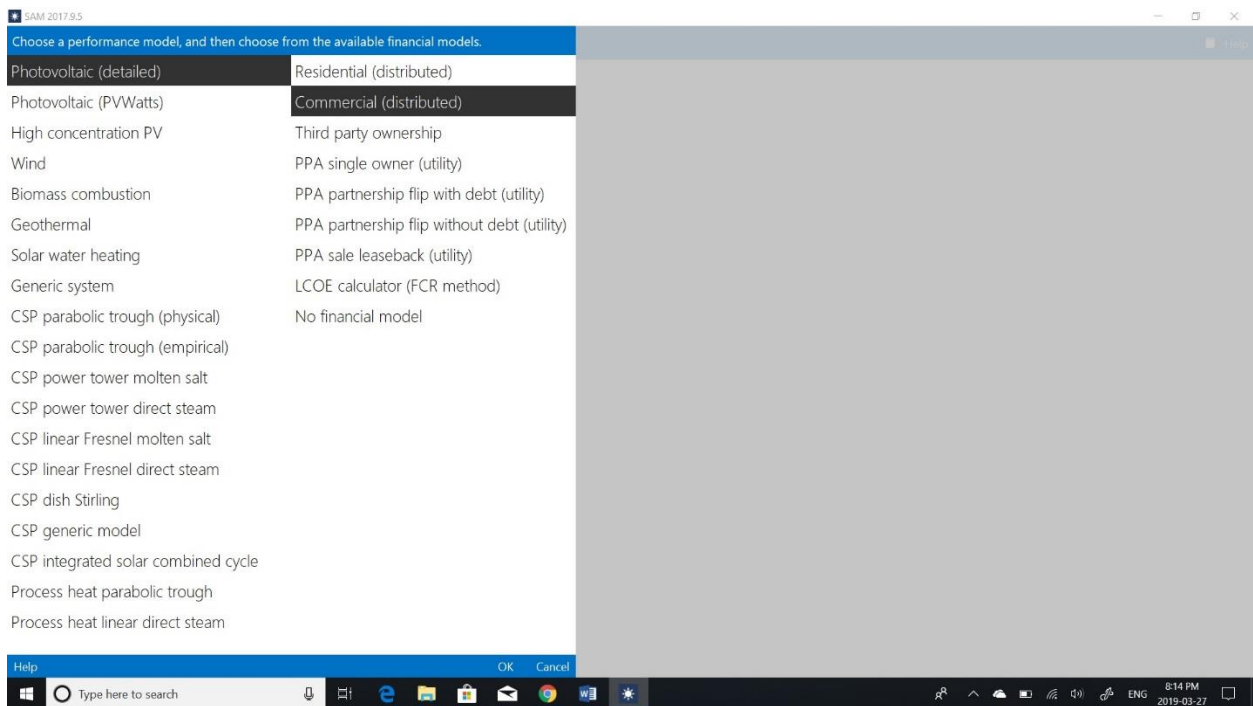 SAM 2017.9.5
Choose a performance model, and then choose from the available financial models.
Help
Photovoltaic (detailed)
Photovoltaic (PVWatts)
High concentration PV
Wind
Biomass combustion
Geothermal
Solar water heating
Generic system
CSP parabolic trough (physical)
CSP parabolic trough (empirical)
CSP power tower molten salt
CSP power tower direct steam
CSP linear Fresnel molten salt
CSP linear Fresnel direct steam
CSP dish Stirling
CSP generic model
CSP integrated solar combined cycle
Process heat parabolic trough
Process heat linear direct steam
Residential (distributed)
Commercial (distributed)
Third party ownership
PPA single owner (utility)
PPA partnership flip with debt (utility)
PPA partnership flip without debt (utility)
PPA sale leaseback (utility)
LCOE calculator (FCR method)
No financial model
Help OK Cancel
Type here to search
ENG
8:14 PM
2019-03-27